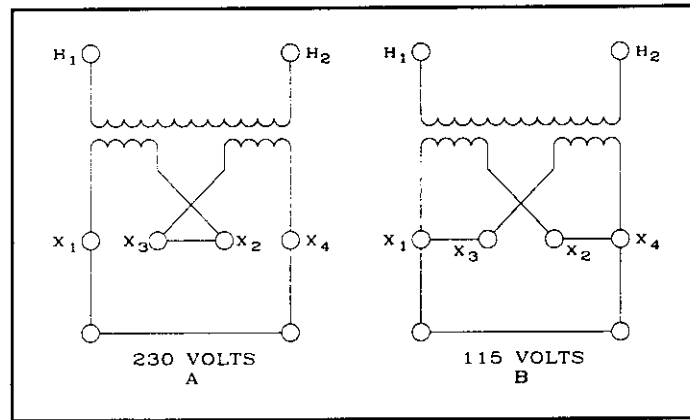 H1 H2 H1 H2
X1 X3 X2 X4 X1 X3 X2 X4
230 VOLTS 115 VOLTS
A B